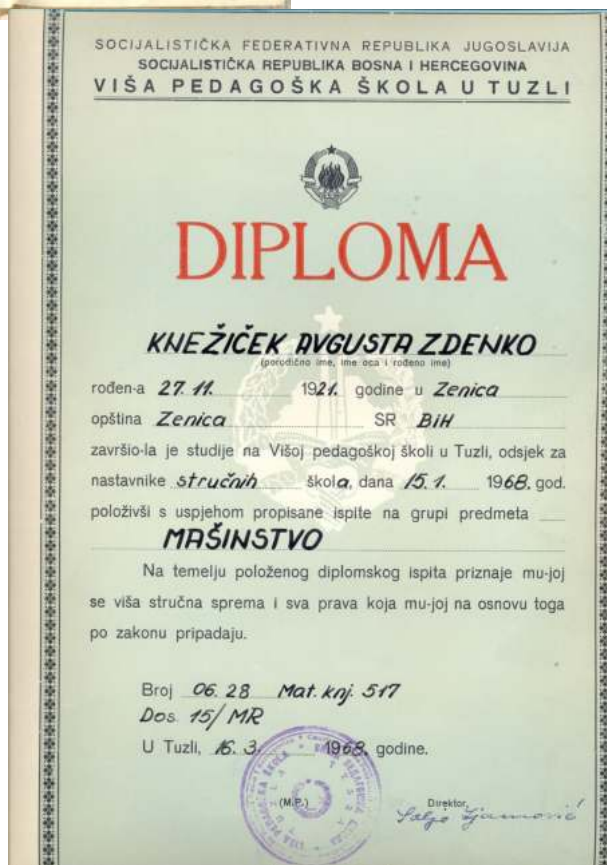 SOCIJALISTIČKA FEDERATIVNA REPUBLIKA JUGOSLAVIJA
SOCIJALISTIČKA REPUBLIKA BOSNA I HERCEGOVINA
VIŠA PEDAGOŠKA ŠKOLA U TUZLI
DIPLOMA
KNEŽIČEK AVGUSTA ZDENKO
(porodično ime, ime oca i rođeno ime)
rođen-a 27. 11. 1921. godine u Zenica
opština Zenica SR BiH
završio-la je studije na Višoj pedagoškoj školi u Tuzli, odsjek za
nastavnike stručnih škola, dana 15. 1. 1968. god.
položivši s uspjehom propisane ispite na grupi predmeta
MAŠINSTVO
Na temelju položenog diplomskog ispita priznaje mu-joj
se viša stručna sprema i sva prava koja mu-joj na osnovu toga
po zakonu pripadaju.
Broj 06. 28 Mat. knj. 517
Dos. 15/MR
U Tuzli, 16. 3. 1968. godine.
(M.P.) Direktor,